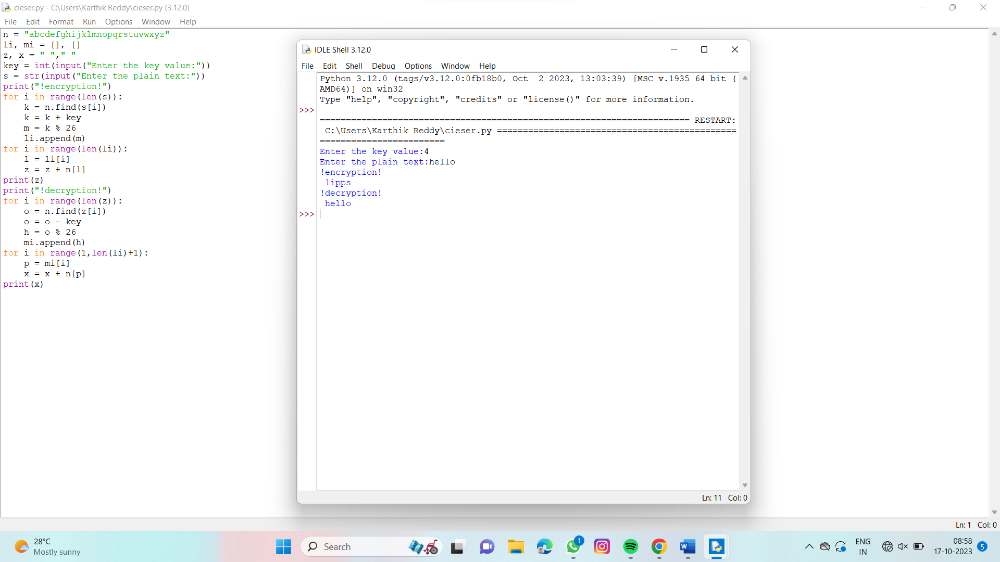 cieser.py - C:\Users\Karthik Reddy\cieser.py (3.12.0)
File Edit Format Run Options Window Help
n = "abcdefghijklmnopqrstuvwxyz"
li, mi = [], []
z, x = " "," "
key = int(input("Enter the key value:"))
s = str(input("Enter the plain text:"))
print("!encryption!")
for i in range(len(s)):
    k = n.find(s[i])
    k = k + key
    m = k % 26
    li.append(m)
for i in range(len(li)):
    l = li[i]
    z = z + n[l]
print(z)
print("!decryption!")
for i in range(len(z)):
    o = n.find(z[i])
    o = o - key
    h = o % 26
    mi.append(h)
for i in range(1,len(li)+1):
    p = mi[i]
    x = x + n[p]
print(x)
IDLE Shell 3.12.0
File Edit Shell Debug Options Window Help
Python 3.12.0 (tags/v3.12.0:0fb18b0, Oct  2 2023, 13:03:39) [MSC v.1935 64 bit (
AMD64)] on win32
Type "help", "copyright", "credits" or "license()" for more information.
>>>
======================================================================= RESTART:
 C:\Users\Karthik Reddy\cieser.py ==============================================
========================
Enter the key value:4
Enter the plain text:hello
!encryption!
 lipps
!decryption!
 hello
>>>
Ln: 11 Col: 0
Ln: 1 Col: 0
28°C
Mostly sunny
Search
1
ENG
IN
08:58
17-10-2023
5